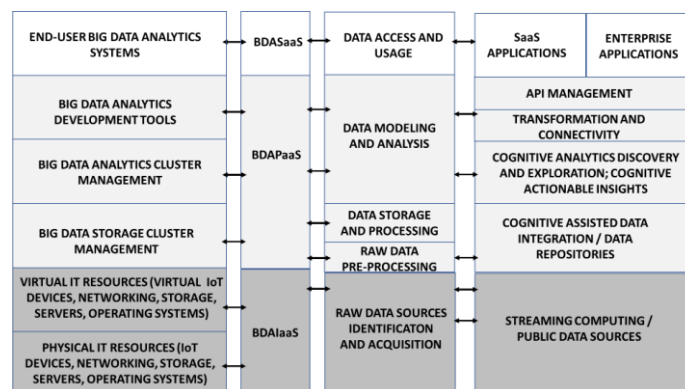 END-USER BIG DATA ANALYTICS
SYSTEMS
BIG DATA ANALYTICS
DEVELOPMENT TOOLS
BIG DATA ANALYTICS CLUSTER
MANAGEMENT
BIG DATA STORAGE CLUSTER
MANAGEMENT
VIRTUAL IT RESOURCES (VIRTUAL IoT
DEVICES, NETWORKING, STORAGE,
SERVERS, OPERATING SYSTEMS)
PHYSICAL IT RESOURCES (IoT
DEVICES, NETWORKING, STORAGE,
SERVERS, OPERATING SYSTEMS)
BDASaaS
BDAPaaS
BDAIaaS
DATA ACCESS AND
USAGE
DATA MODELING
AND ANALYSIS
DATA STORAGE
AND PROCESSING
RAW DATA
PRE-PROCESSING
RAW DATA SOURCES
IDENTIFICATON
AND ACQUISITION
SaaS
APPLICATIONS
ENTERPRISE
APPLICATIONS
API MANAGEMENT
TRANSFORMATION AND
CONNECTIVITY
COGNITIVE ANALYTICS DISCOVERY
AND EXPLORATION; COGNITIVE
ACTIONABLE INSIGHTS
COGNITIVE ASSISTED DATA
INTEGRATION / DATA
REPOSITORIES
STREAMING COMPUTING /
PUBLIC DATA SOURCES